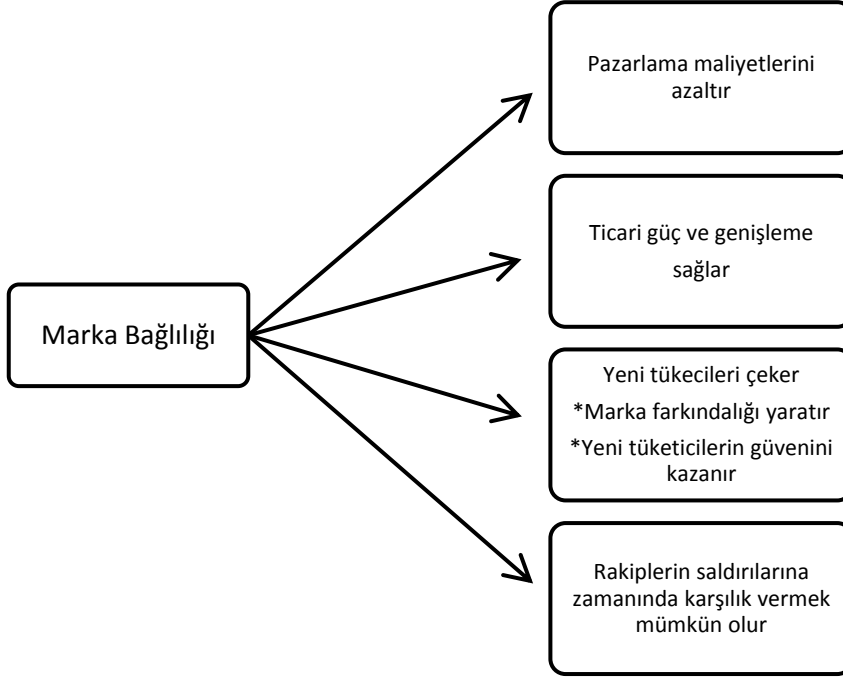 Marka Bağlılığı
Pazarlama maliyetlerini
azaltır
Ticari güç ve genişleme
sağlar
Yeni tükecileri çeker
*Marka farkındalığı yaratır
*Yeni tüketicilerin güvenini
kazanır
Rakiplerin saldırılarına
zamanında karşılık vermek
mümkün olur